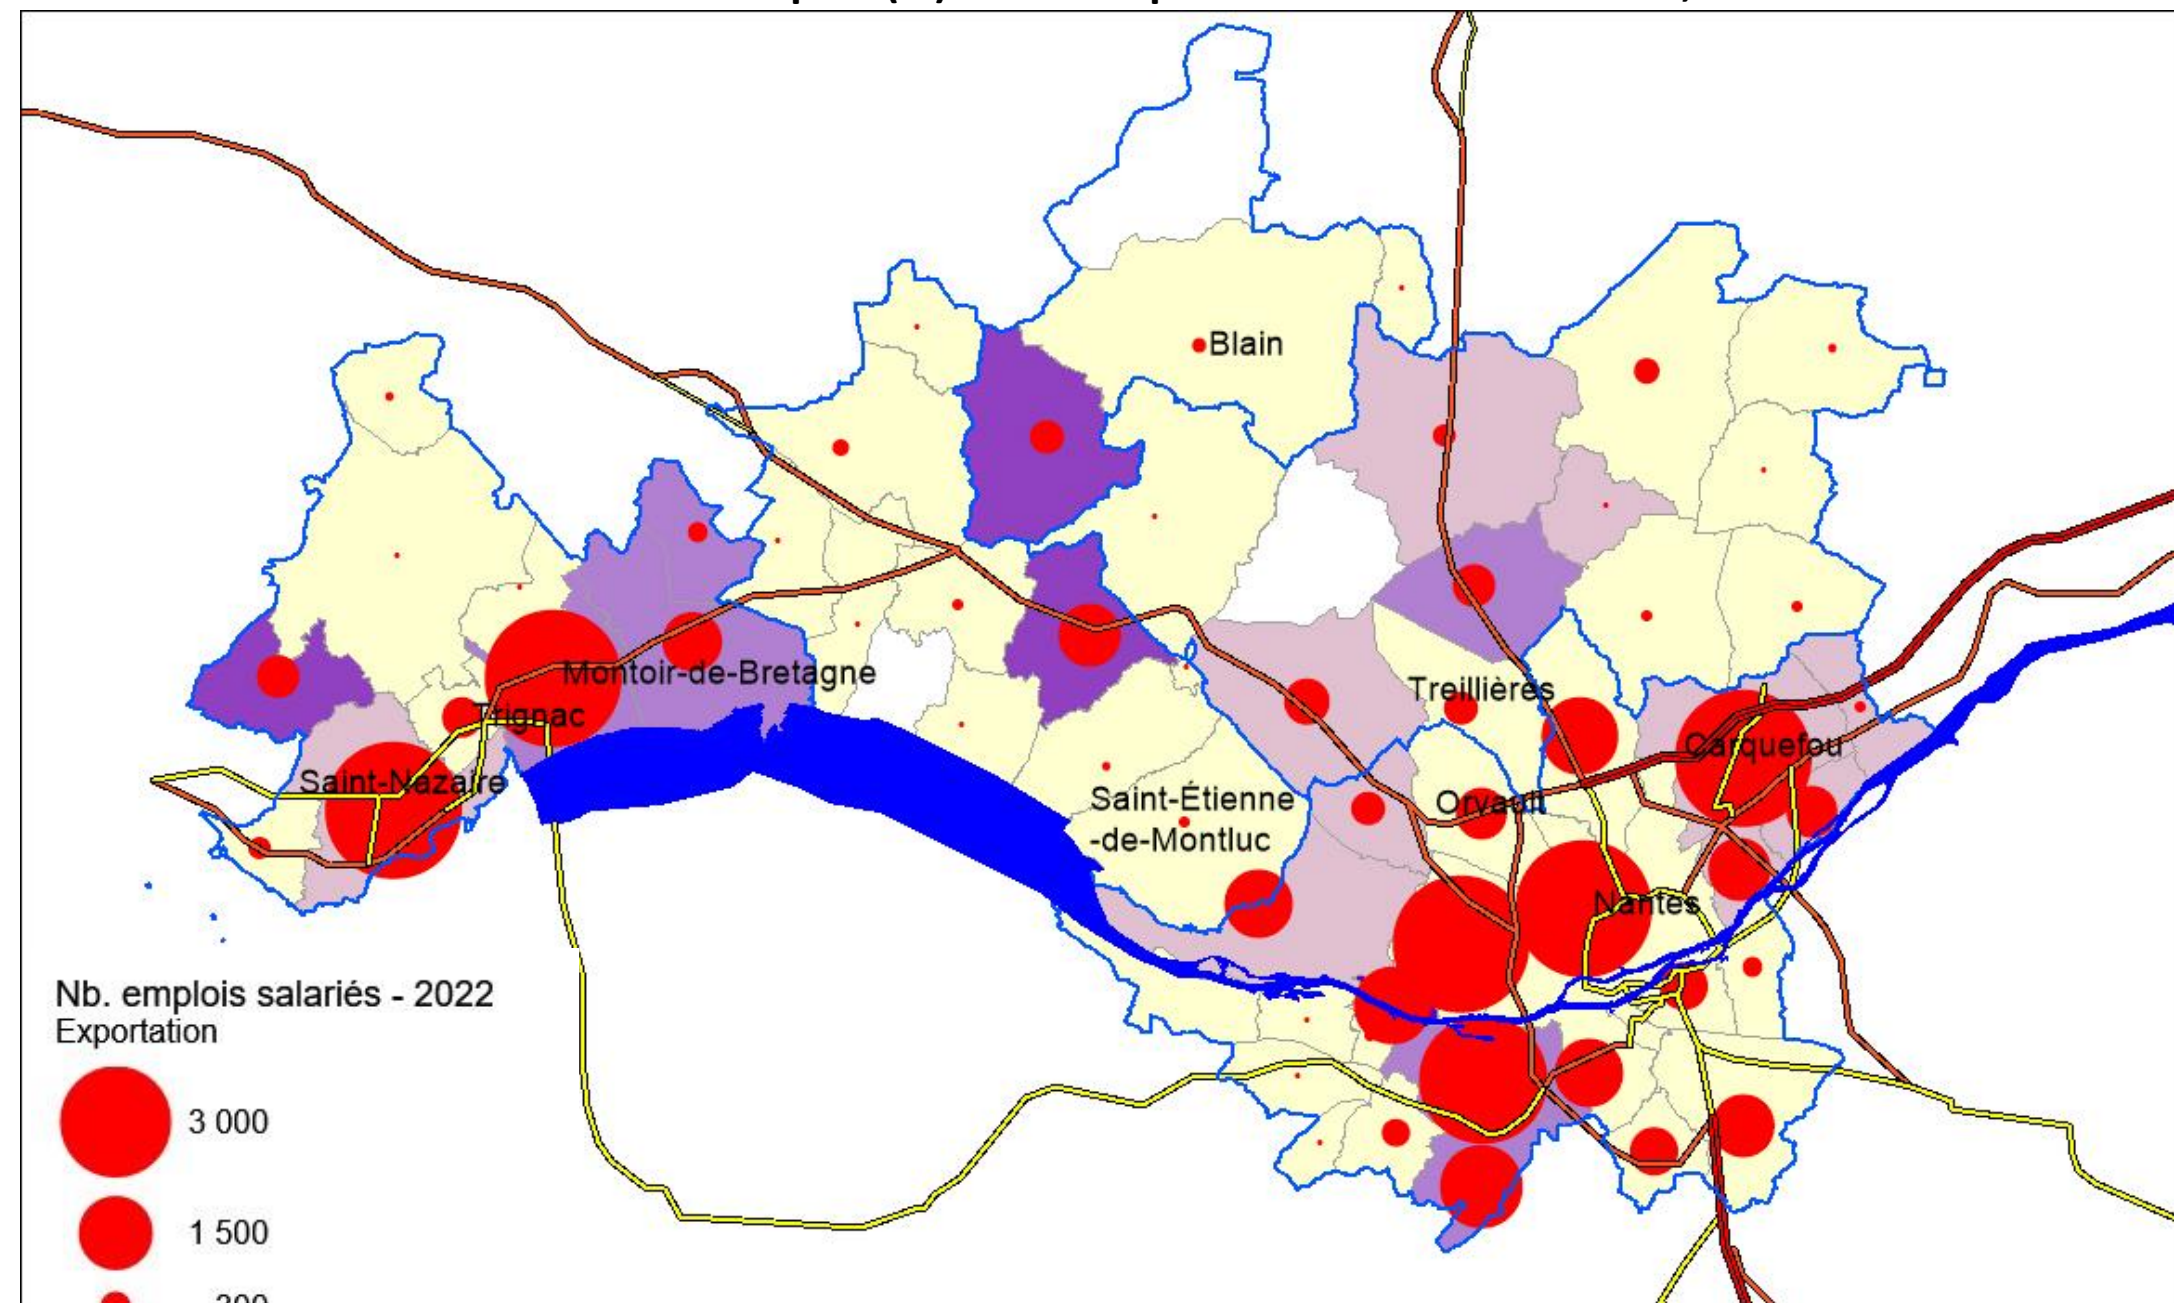 Blain
Montoir-de-Bretagne
Treillières
Trignac
Carquefou
Saint-Nazaire
Saint-Étienne
-de-Montluc
Orvault
Nantes
Nb. emplois salariés - 2022
Exportation
3 000
1 500